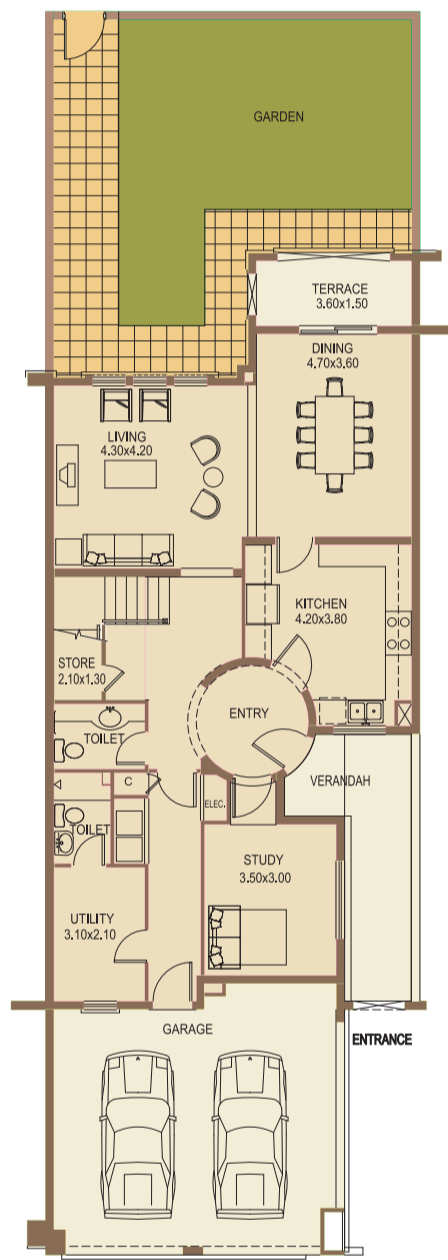 GARDEN
TERRACE
3.60x1.50
DINING
4.70x3.60
LIVING
4.30x4.20
KITCHEN
4.20x3.80
STORE
2.10x1.30
ENTRY
TOILET
VERANDAH
C
ELEC.
TOILET
STUDY
3.50x3.00
UTILITY
3.10x2.10
GARAGE
ENTRANCE